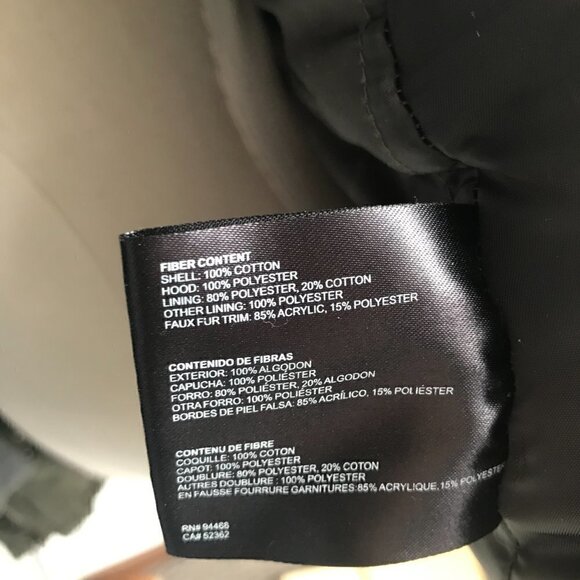 FIBER CONTENT
SHELL: 100% COTTON
HOOD: 100% POLYESTER
LINING: 80% POLYESTER, 20% COTTON
OTHER LINING: 100% POLYESTER
FAUX FUR TRIM: 85% ACRYLIC, 15% POLYESTER
CONTENIDO DE FIBRAS
EXTERIOR: 100% ALGODON
CAPUCHA: 100% POLIÉSTER
FORRO: 80% POLIÉSTER, 20% ALGODON
OTRA FORRO: 100% POLIÉSTER
BORDES DE PIEL FALSA: 85% ACRÍLICO, 15% POLIÉSTER
CONTENU DE FIBRE
COQUILLE: 100% COTON
CAPOT: 100% POLYESTER
DOUBLURE: 80% POLYESTER, 20% COTON
AUTRES DOUBLURE : 100% POLYESTER
EN FAUSSE FOURRURE GARNITURES:85% ACRYLIQUE,15% POLYESTER
RN# 94466
CA# 52362